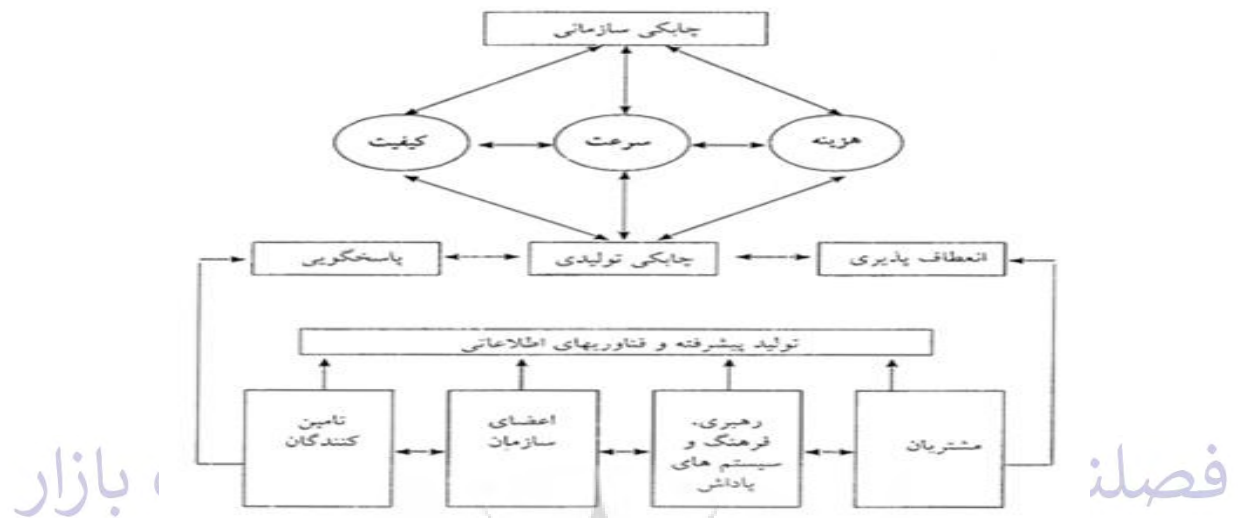 چابکی سازمانی
هزینه
سرعت
کیفیت
انعطاف پذیری
چابکی تولیدی
پاسخگویی
تولید پیشرفته و فناوریهای اطلاعاتی
مشتریان
رهبری،
فرهنگ و
سیستم های
پاداش
اعضای
سازمان
تامین
کنندگان
بازار